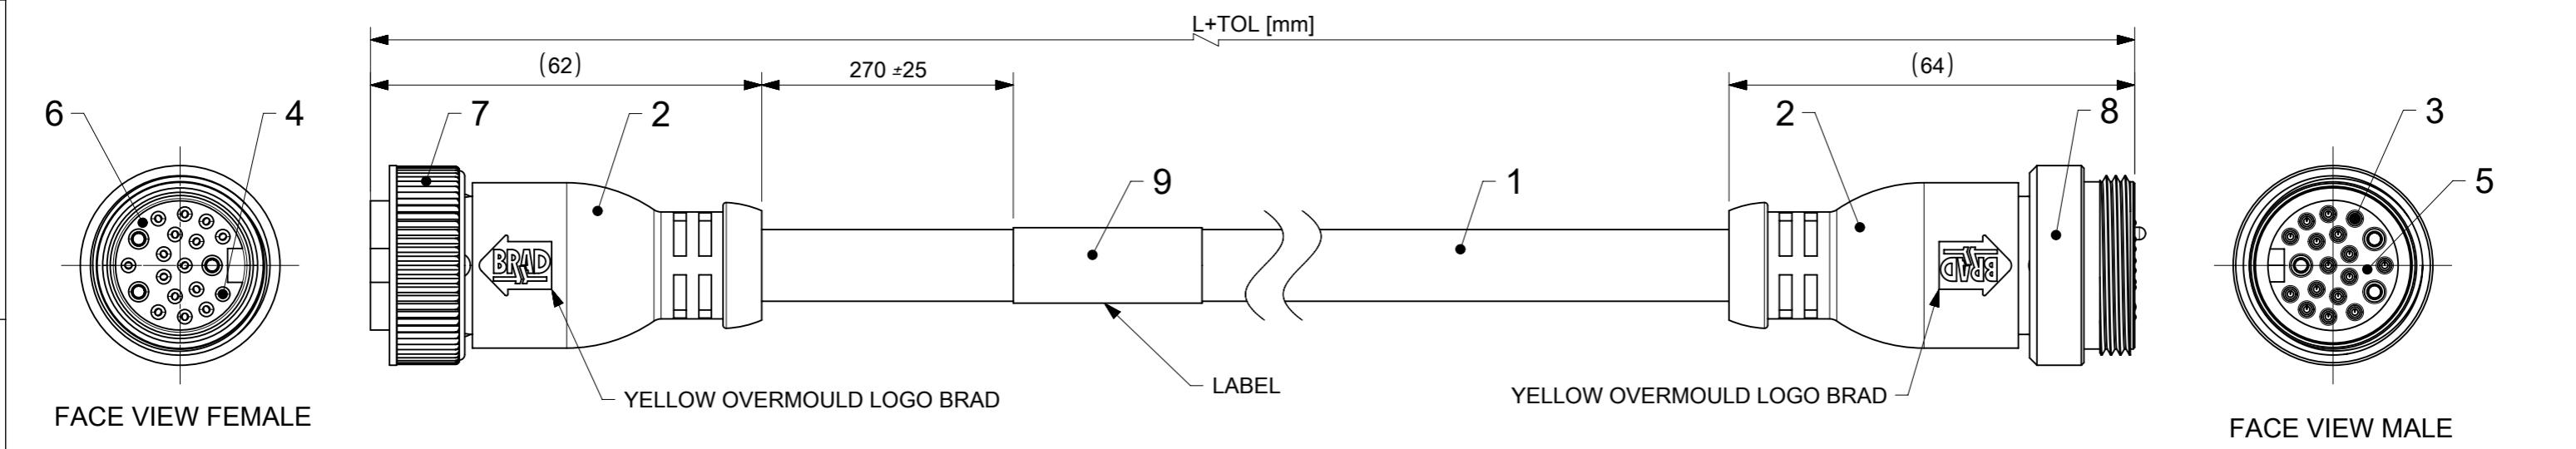 L+TOL [mm]
(62)
270 ±25
(64)
6
4
7
2
9
1
2
8
3
5
BRAD
BRAD
LABEL
YELLOW OVERMOULD LOGO BRAD
YELLOW OVERMOULD LOGO BRAD
FACE VIEW FEMALE
FACE VIEW MALE